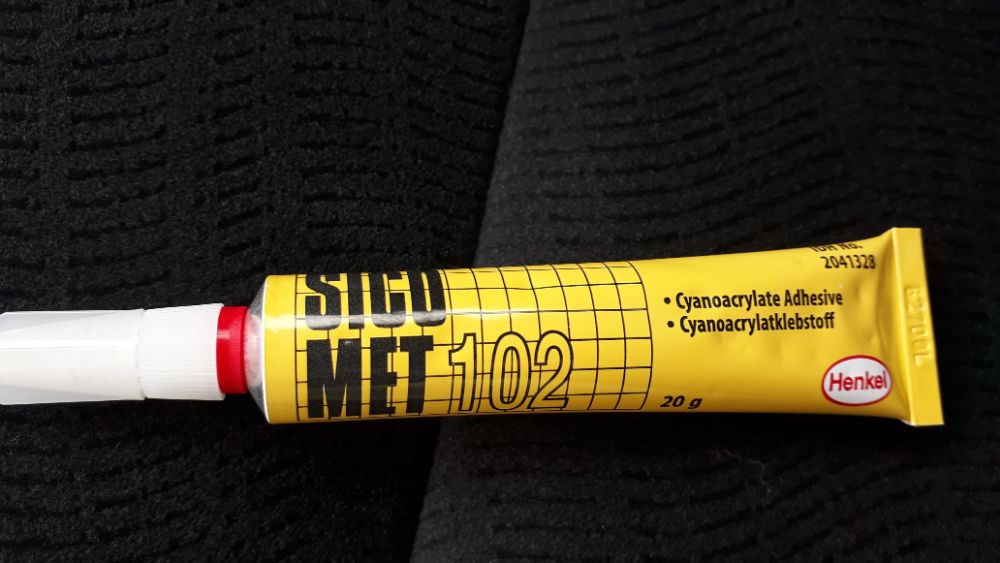 SICO
MET 102
IDH No.
2041328
• Cyanoacrylate Adhesive
• Cyanoacrylatklebstoff
Henkel
20 g